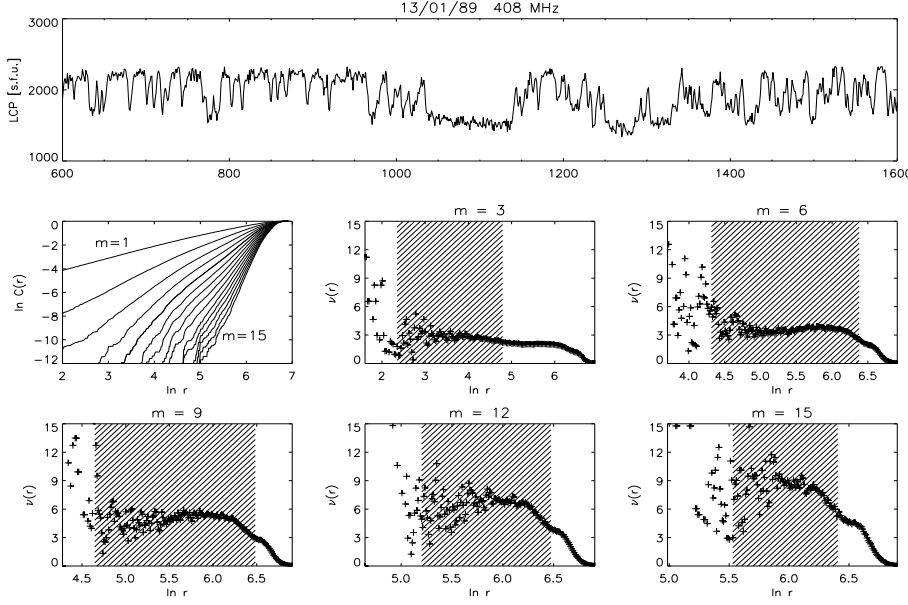 13/01/89 408 MHz
LCP [s.f.u.]
3000
2000
1000
600 800 1000 1200 1400 1600
ln C(r)
0
-2
-4
-6
-8
-10
-12
m=1
m=15
2 3 4 5 6 7
ln r
m = 3
ν(r)
15
12
9
6
3
0
2 3 4 5 6
ln r
m = 6
ν(r)
15
12
9
6
3
0
4.0 4.5 5.0 5.5 6.0 6.5
ln r
m = 9
ν(r)
15
12
9
6
3
0
4.5 5.0 5.5 6.0 6.5
ln r
m = 12
ν(r)
15
12
9
6
3
0
5.0 5.5 6.0 6.5
ln r
m = 15
ν(r)
15
12
9
6
3
0
5.0 5.5 6.0 6.5
ln r